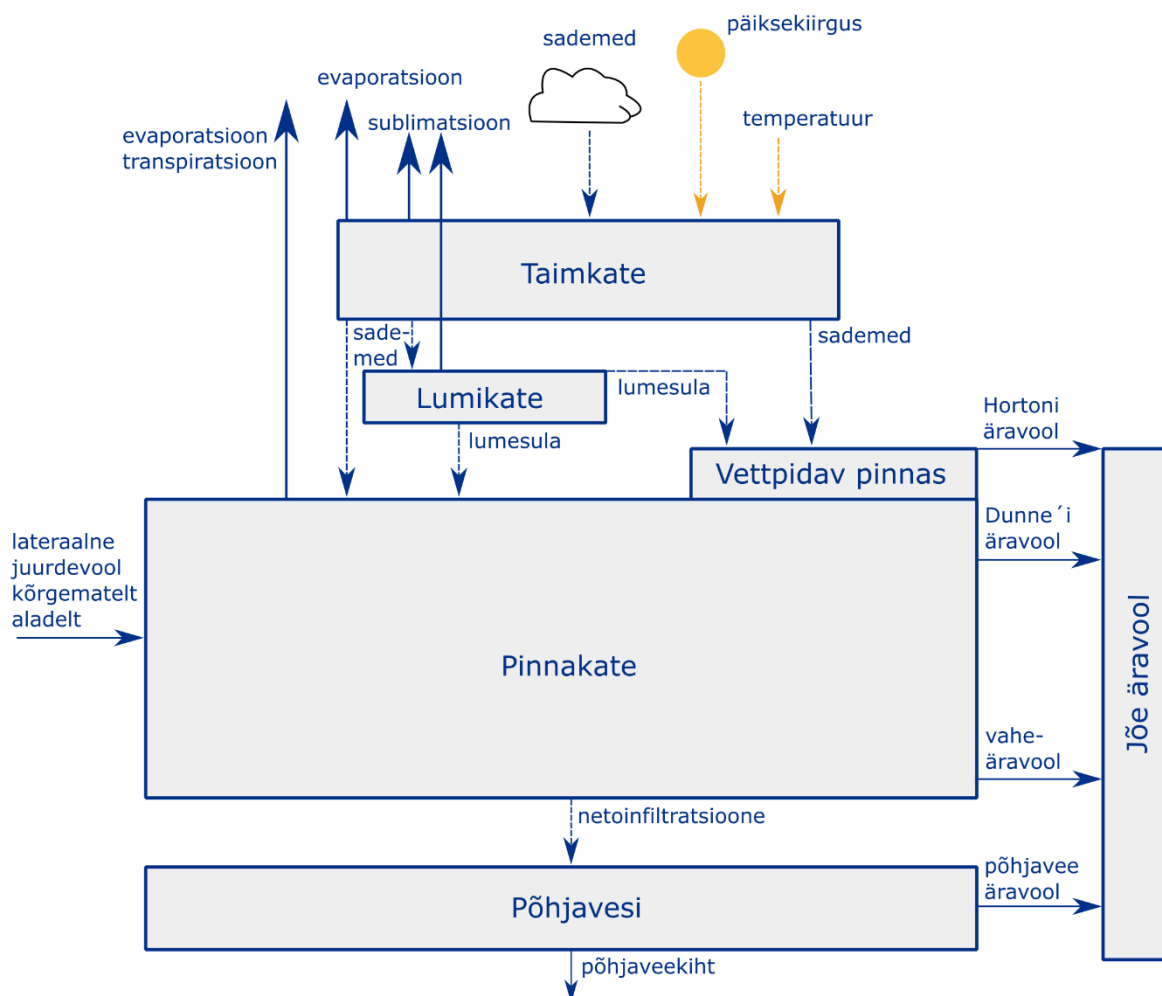 päiksekiirgus
sademed
evaporatsioon
sublimatsioon
temperatuur
evaporatsioon
transpiratsioon
Taimkate
sade-
med
sademed
Lumikate
lumesula
lumesula
Vettpidav pinnas
Hortoni
äravool
Dunne´i
äravool
lateraalne
juurdevool
kõrgematelt
aladelt
Pinnakate
Jõe äravool
vahe-
äravool
netoinfiltratsioone
Põhjavesi
põhjavee
äravool
põhjaveekiht